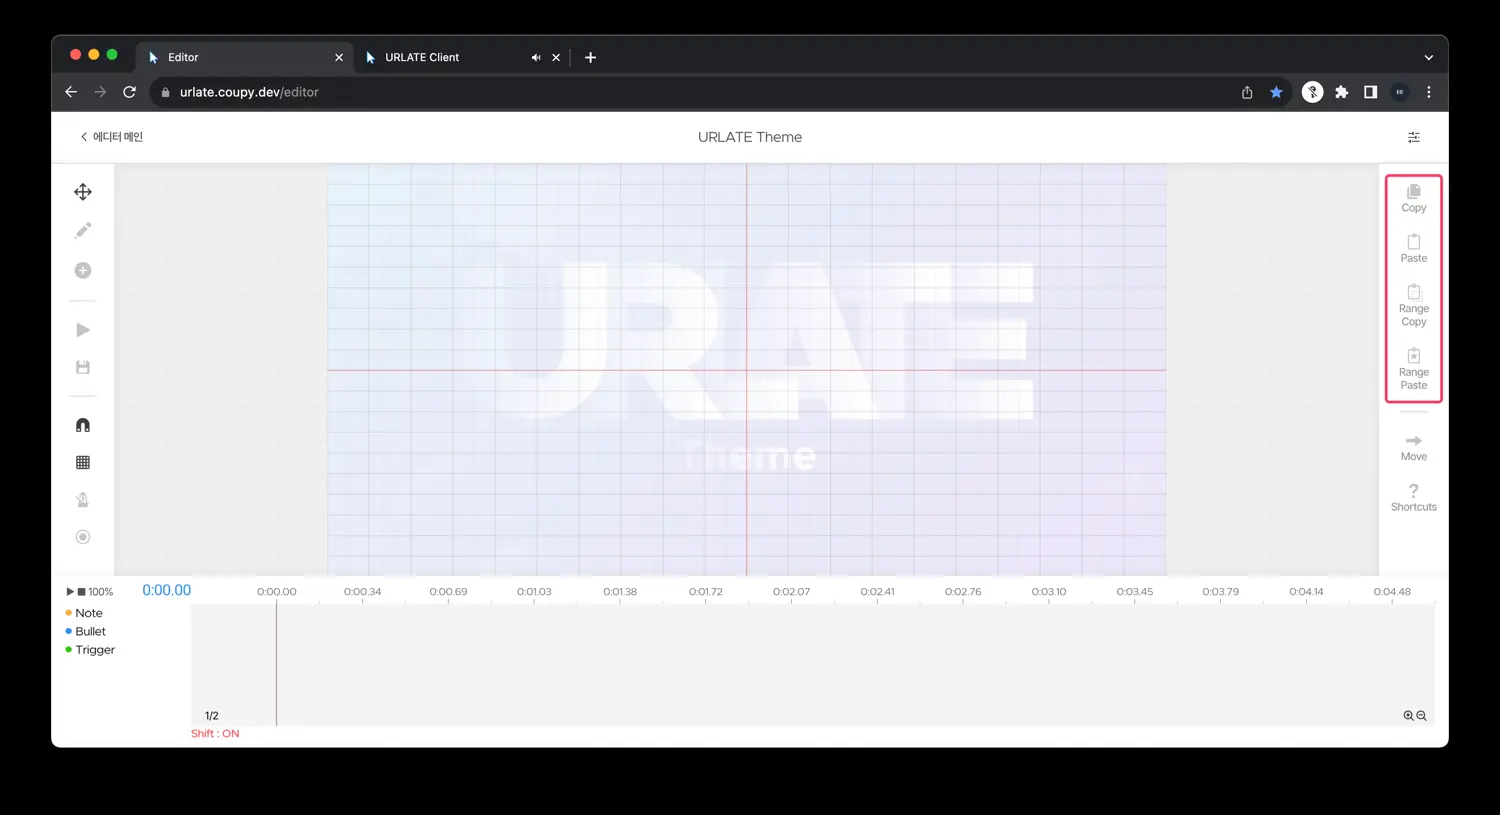 Editor
URLATE Client
urlate.coupy.dev/editor
에디터 메인
URLATE Theme
URLATE
Theme
Copy
Paste
Range
Copy
Range
Paste
Move
?
Shortcuts
100%
0:00.00
0:00.00
0:00.34
0:00.69
0:01.03
0:01.38
0:01.72
0:02.07
0:02.41
0:02.76
0:03.10
0:03.45
0:03.79
0:04.14
0:04.48
Note
Bullet
Trigger
1/2
Shift : ON